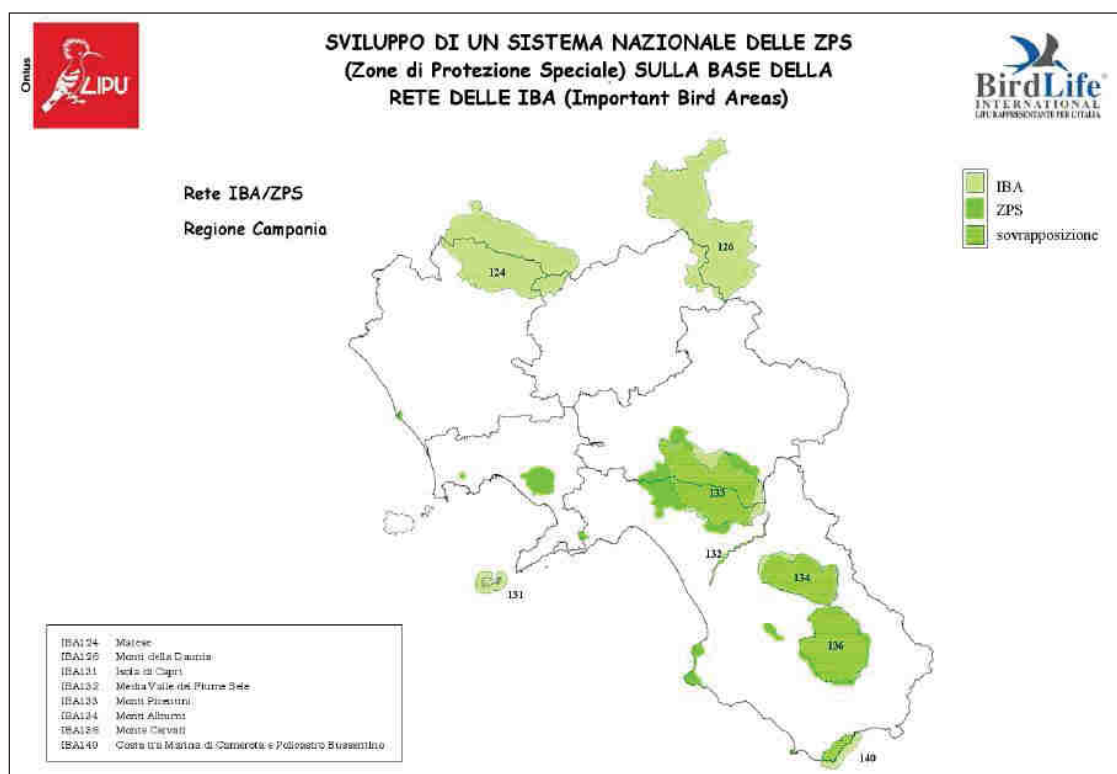 Onlus
LIPU
SVILUPPO DI UN SISTEMA NAZIONALE DELLE ZPS
(Zone di Protezione Speciale) SULLA BASE DELLA
RETE DELLE IBA (Important Bird Areas)
BirdLife
INTERNATIONAL
LIPU RAPPRESENTANTE PER L'ITALIA
Rete IBA/ZPS
Regione Campania
IBA
ZPS
sovrapposizione
126
124
133
132
134
131
136
140
IBA124 Matese
IBA126 Monti della Daunia
IBA131 Isola di Capri
IBA132 Media Valle del Fiume Sele
IBA133 Monti Picentini
IBA134 Monti Alburni
IBA136 Monte Cervati
IBA140 Costa tra Marina di Camerota e Policastro Bussentino